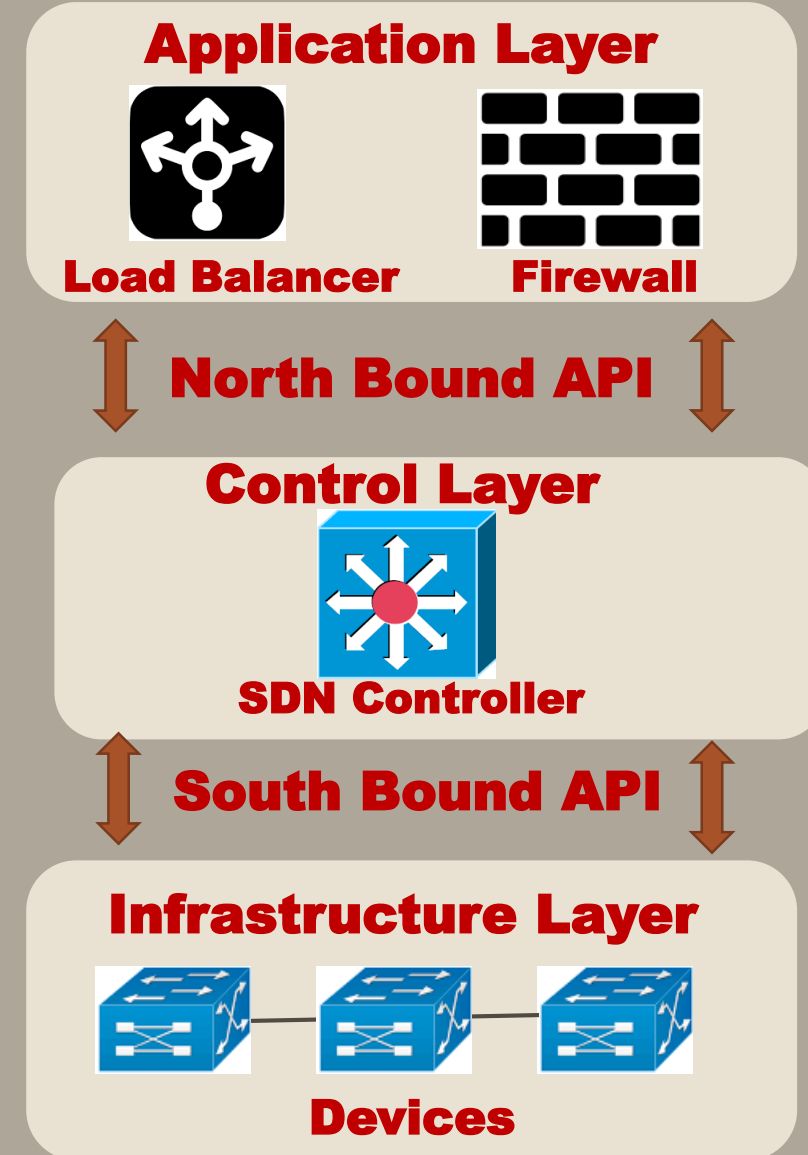 Application Layer
Load Balancer
Firewall
North Bound API
Control Layer
SDN Controller
South Bound API
Infrastructure Layer
Devices